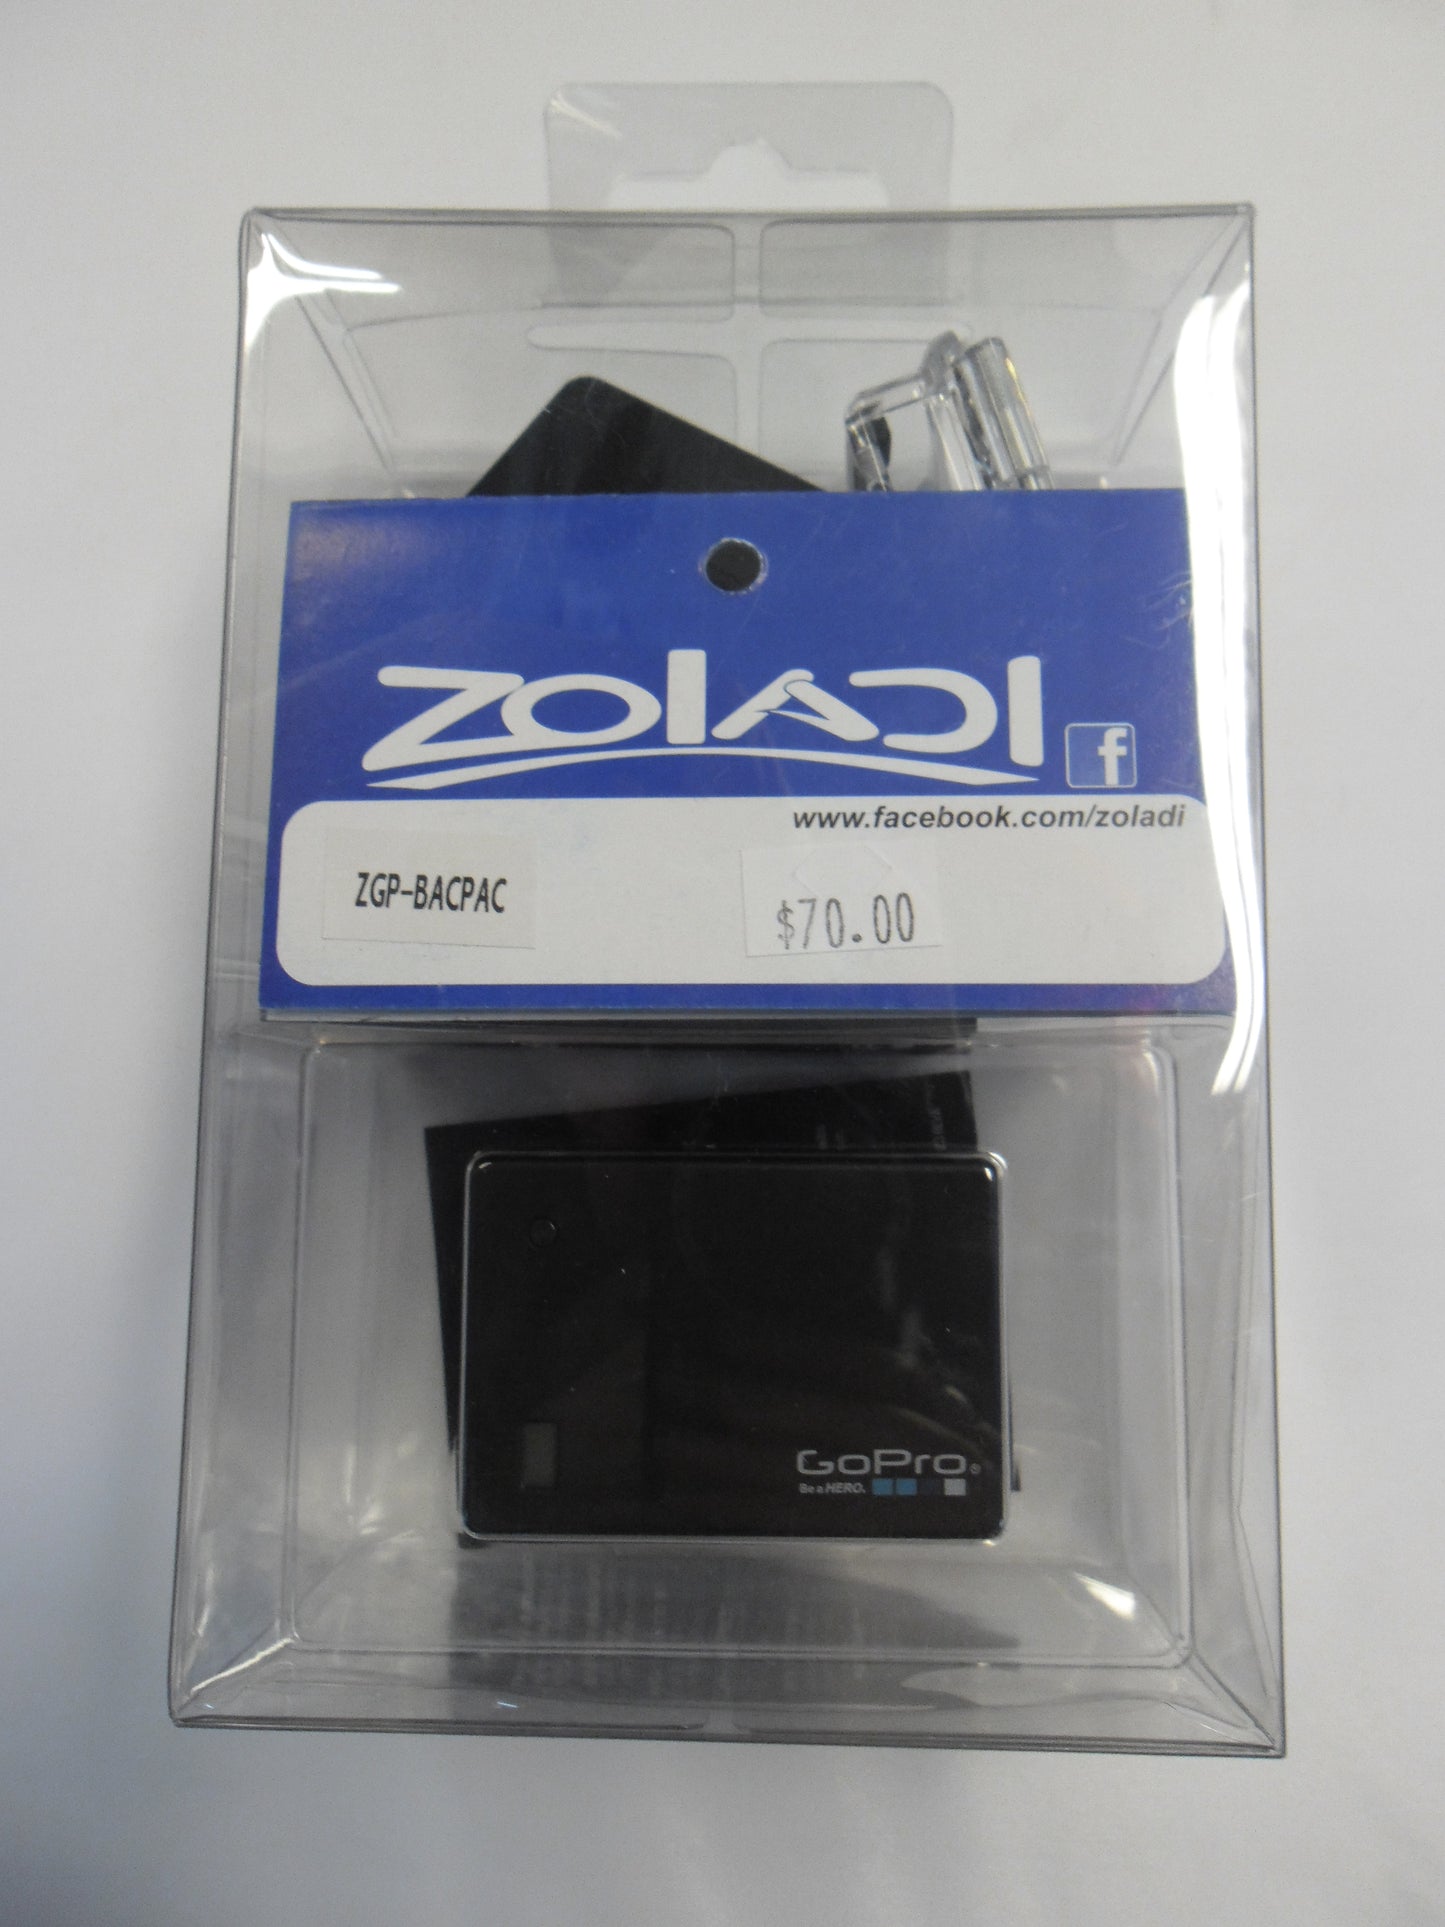 ZOLADI
f
www.facebook.com/zoladi
ZGP-BACPAC
$70.00
GoPro
Be a HERO.